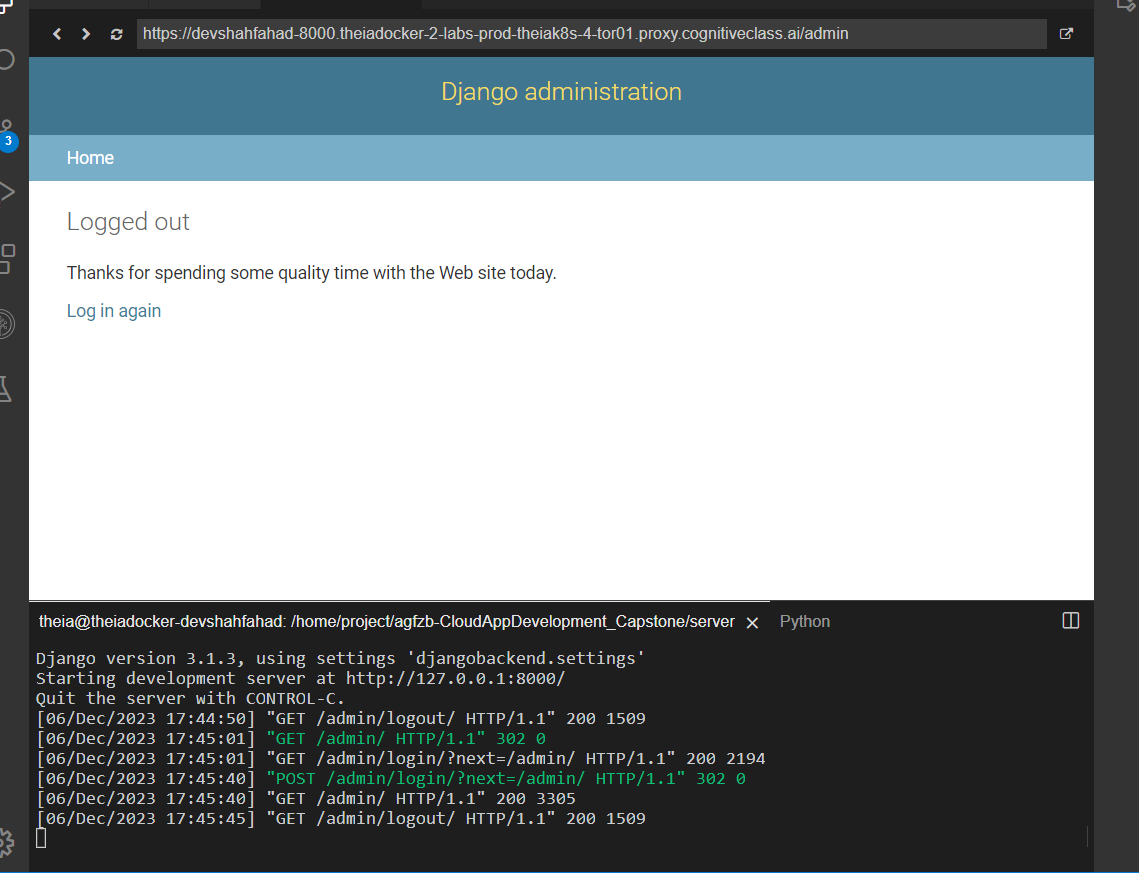 https://devshahfahad-8000.theiadocker-2-labs-prod-theiak8s-4-tor01.proxy.cognitiveclass.ai/admin
Django administration
3
Home
Logged out
Thanks for spending some quality time with the Web site today.
Log in again
theia@theiadocker-devshahfahad: /home/project/agfzb-CloudAppDevelopment_Capstone/server Python
Django version 3.1.3, using settings 'djangobackend.settings'
Starting development server at http://127.0.0.1:8000/
Quit the server with CONTROL-C.
[06/Dec/2023 17:44:50] "GET /admin/logout/ HTTP/1.1" 200 1509
[06/Dec/2023 17:45:01] "GET /admin/ HTTP/1.1" 302 0
[06/Dec/2023 17:45:01] "GET /admin/login/?next=/admin/ HTTP/1.1" 200 2194
[06/Dec/2023 17:45:40] "POST /admin/login/?next=/admin/ HTTP/1.1" 302 0
[06/Dec/2023 17:45:40] "GET /admin/ HTTP/1.1" 200 3305
[06/Dec/2023 17:45:45] "GET /admin/logout/ HTTP/1.1" 200 1509